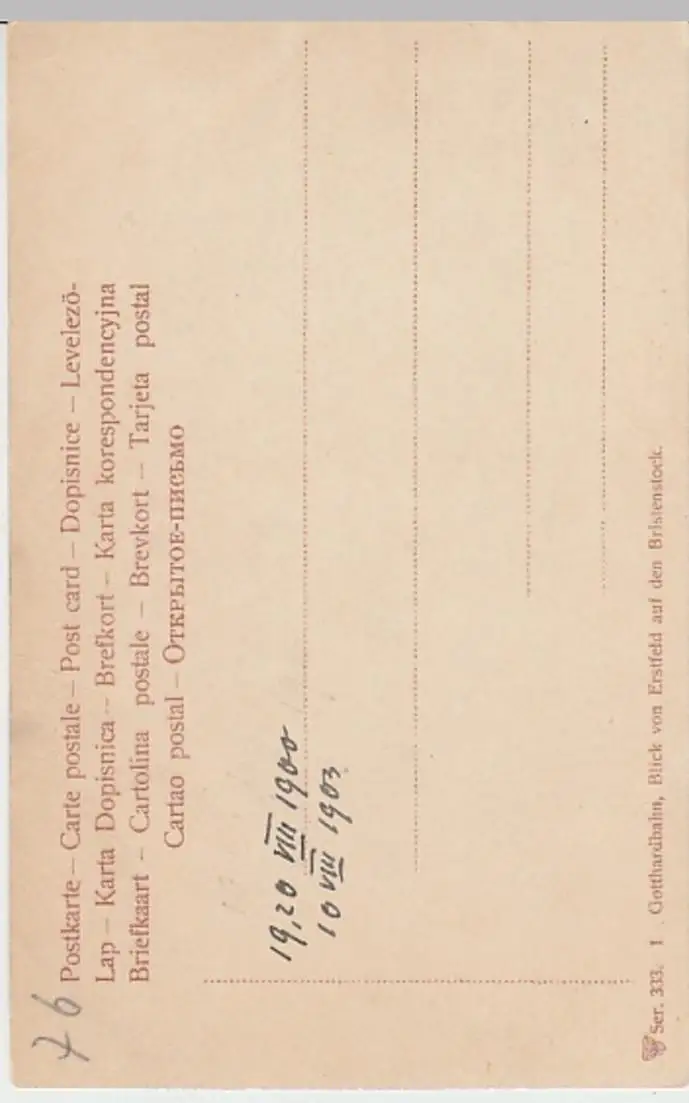 76
Postkarte – Carte postale – Post card – Dopisnice – Levelező-
Lap – Karta Dopisnica – Brefkort – Karta korespondencyjna
Briefkaart – Cartolina postale – Brevkort – Tarjeta postal
Cartao postal – Открытое-письмо
19,20 VIII 1900
10 VIII 1903
Ser. 333. 1 Gotthardbahn, Blick von Erstfeld auf den Bristenstock.